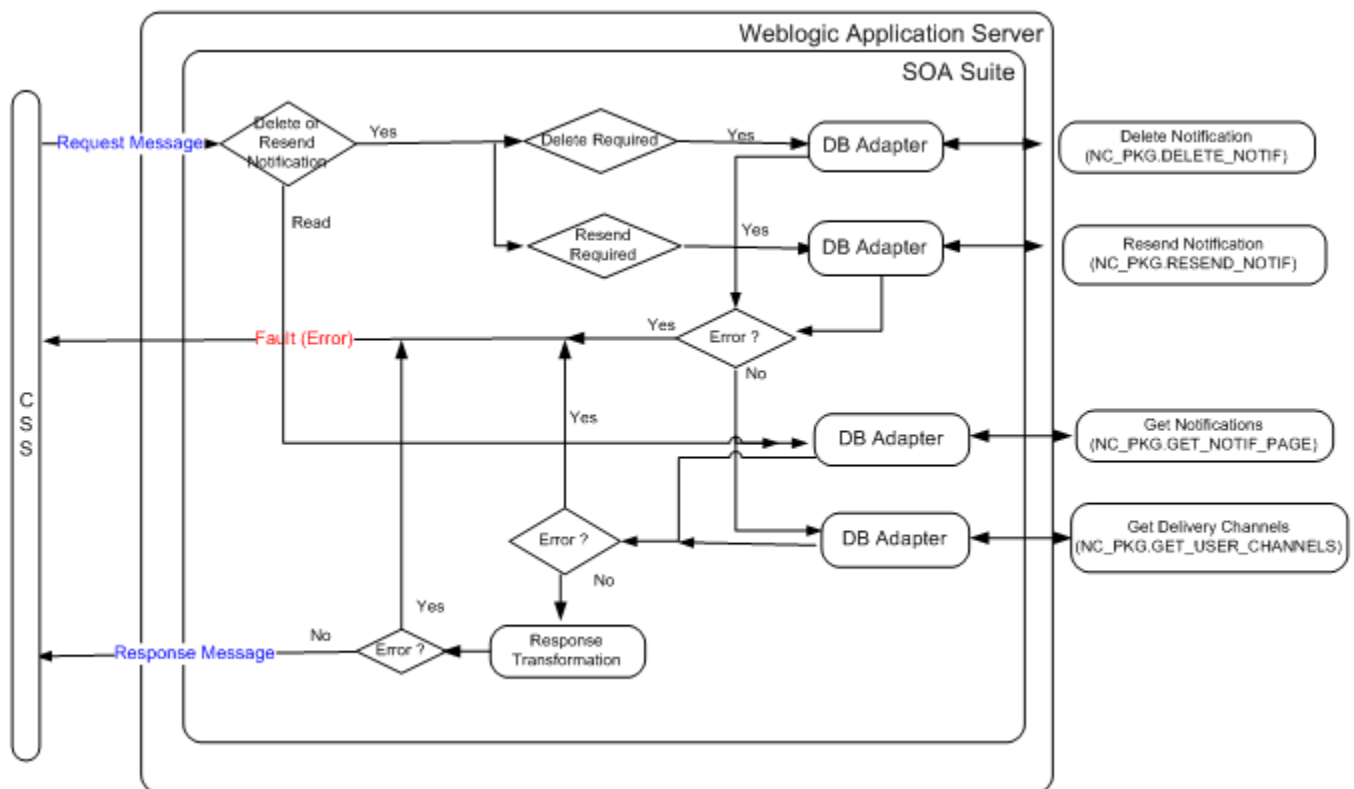 Weblogic Application Server
SOA Suite
Request Message
Delete or
Resend
Notification
Yes
Delete Required
Yes
DB Adapter
Delete Notification
(NC_PKG.DELETE_NOTIF)
Read
Resend
Required
Yes
DB Adapter
Resend Notification
(NC_PKG.RESEND_NOTIF)
Fault (Error)
Yes
Error ?
No
C
S
S
Yes
DB Adapter
Get Notifications
(NC_PKG.GET_NOTIF_PAGE)
Error ?
DB Adapter
Get Delivery Channels
(NC_PKG.GET_USER_CHANNELS)
No
Yes
Response Message
No
Error ?
Response
Transformation